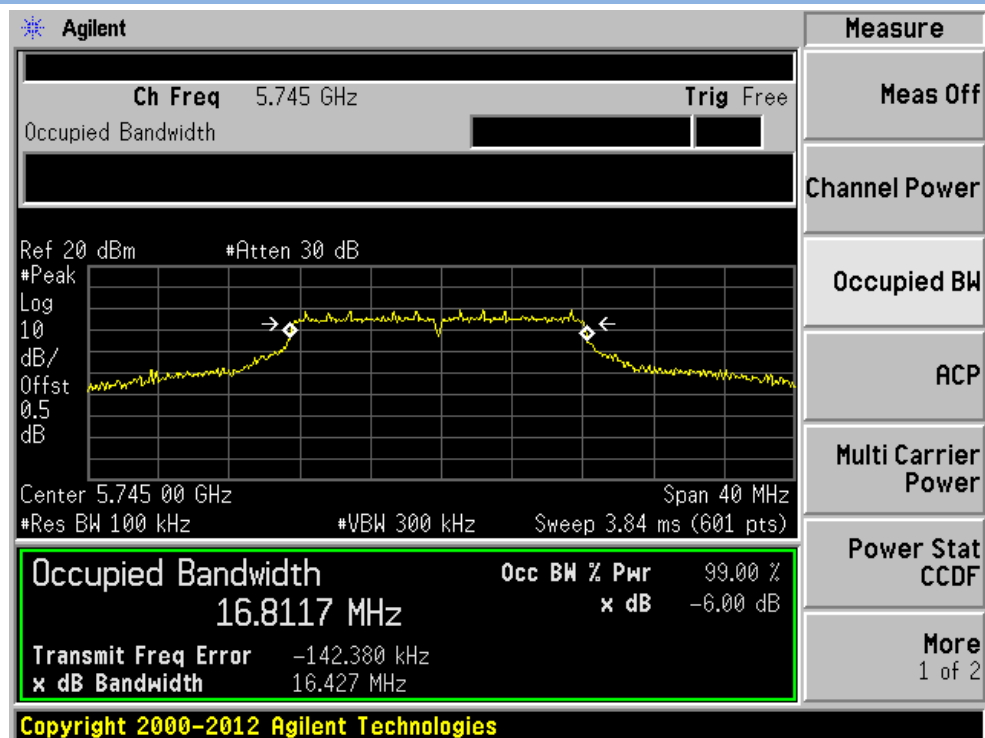 Agilent
Measure
Ch Freq 5.745 GHz Trig Free
Occupied Bandwidth
Meas Off
Channel Power
Occupied BW
ACP
Multi Carrier
Power
Power Stat
CCDF
More
1 of 2
Ref 20 dBm #Atten 30 dB
#Peak
Log
10
dB/
Offst
0.5
dB
Center 5.745 00 GHz Span 40 MHz
#Res BW 100 kHz #VBW 300 kHz Sweep 3.84 ms (601 pts)
Occupied Bandwidth Occ BW % Pwr 99.00 %
16.8117 MHz x dB -6.00 dB
Transmit Freq Error -142.380 kHz
x dB Bandwidth 16.427 MHz
Copyright 2000-2012 Agilent Technologies